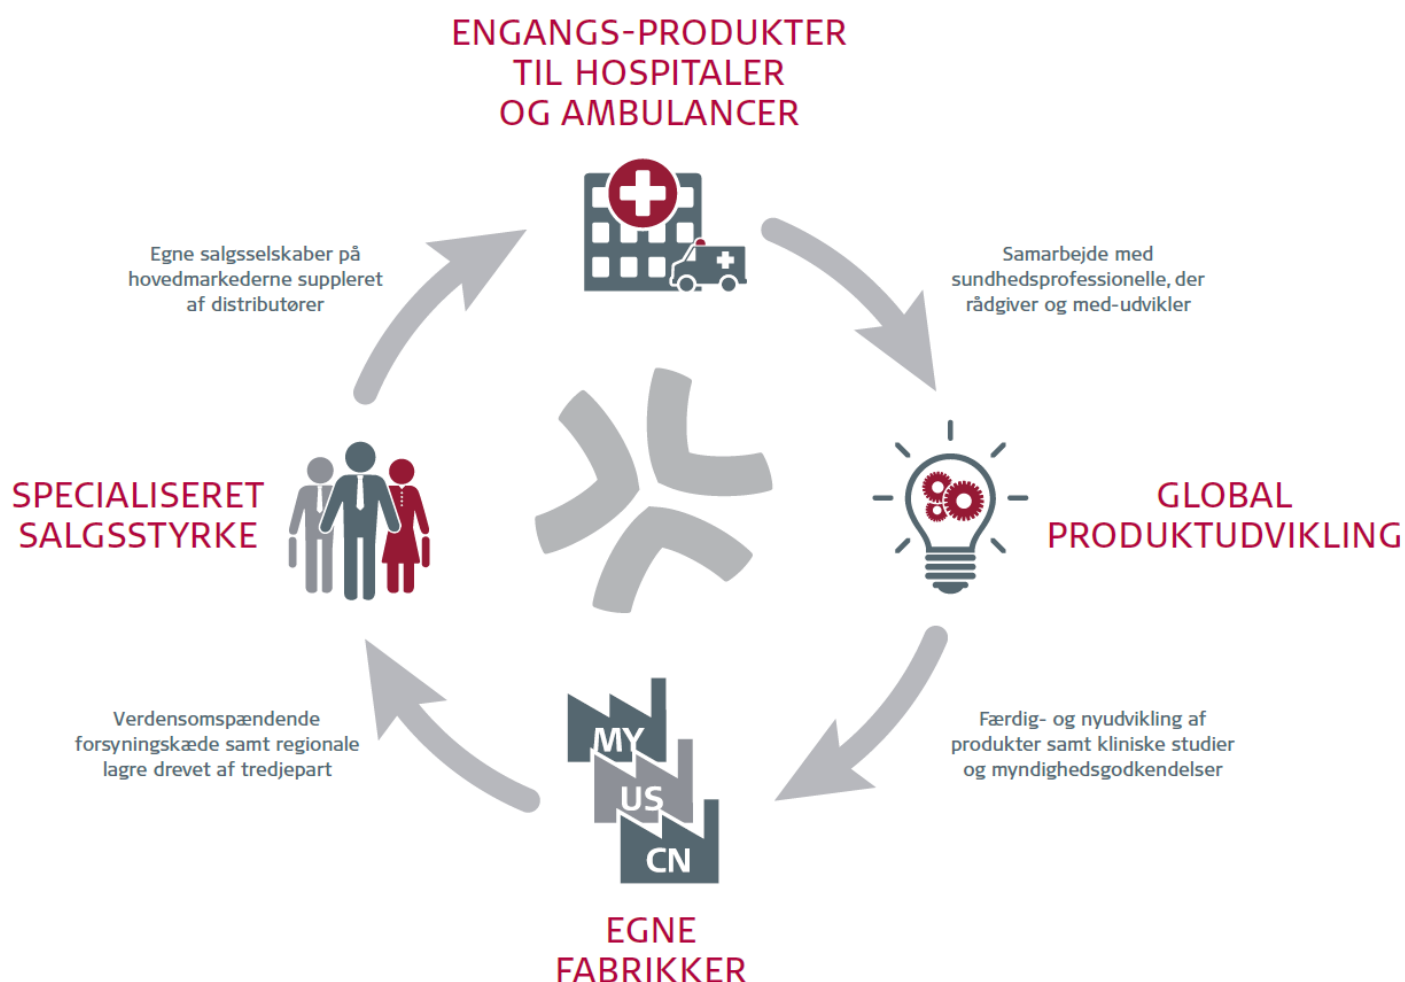 ENGANGS-PRODUKTER
TIL HOSPITALER
OG AMBULANCER
Egne salgsselskaber på
hovedmarkederne suppleret
af distributører
Samarbejde med
sundhedsprofessionelle, der
rådgiver og med-udvikler
SPECIALISERET
SALGSSTYRKE
GLOBAL
PRODUKTUDVIKLING
Verdensomspændende
forsyningskæde samt regionale
lagre drevet af tredjepart
MY
US
CN
Færdig- og nyudvikling af
produkter samt kliniske studier
og myndighedsgodkendelser
EGNE
FABRIKKER